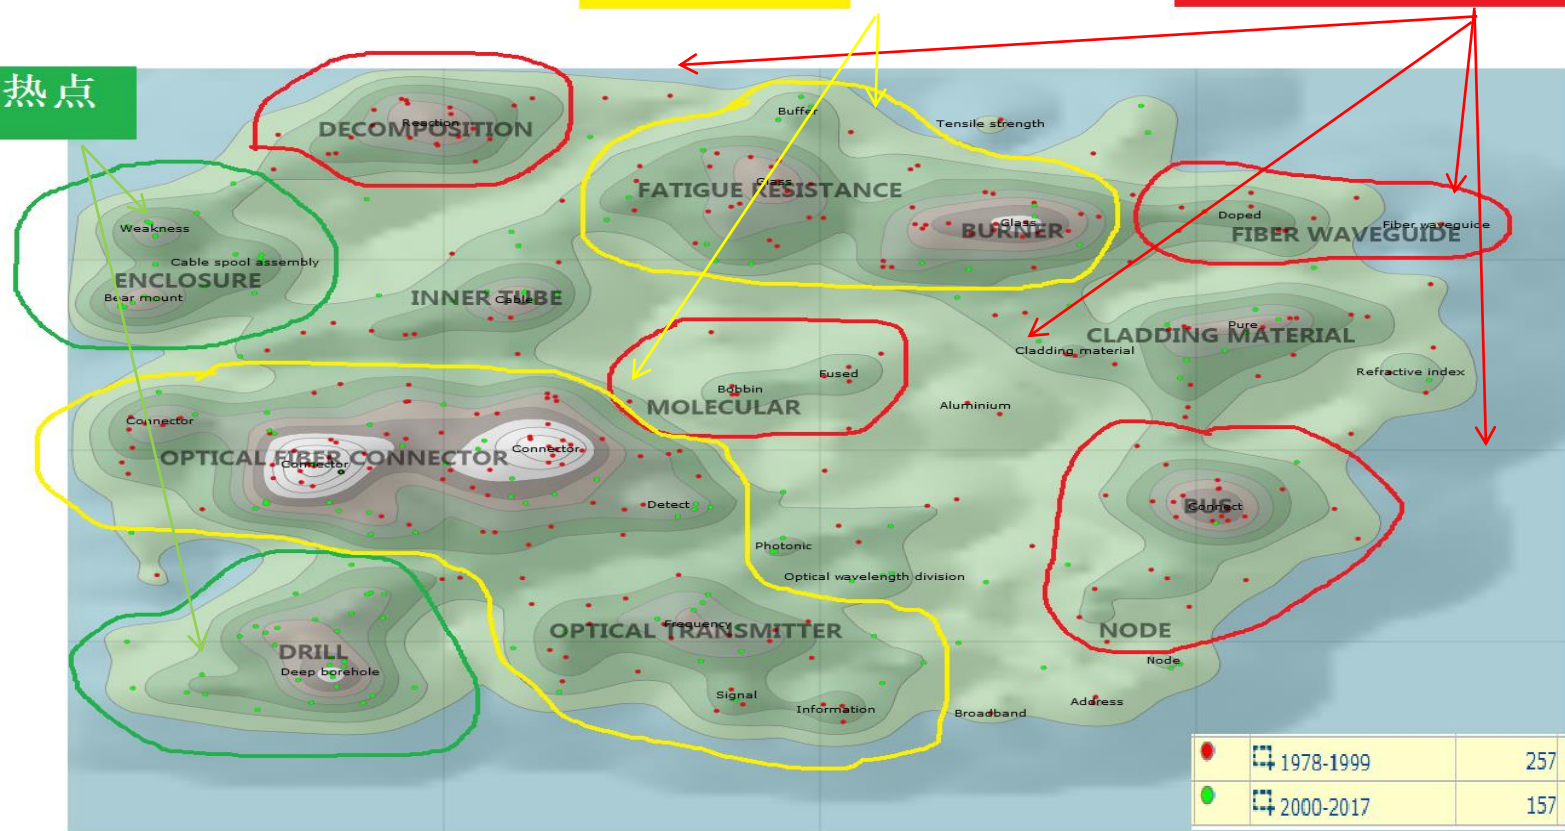 热点
Buffer
Tensile strength
Reaction
DECOMPOSITION
Glass
FATIGUE RESISTANCE
Weakness
Doped
Glass
BURNER
Fiber waveguide
FIBER WAVEGUIDE
Cable spool assembly
ENCLOSURE
Bear mount
INNER TUBE
Cable
Pure
CLADDING MATERIAL
Cladding material
Refractive index
Fused
Bobbin
MOLECULAR
Aluminium
Connector
Connector
OPTICAL FIBER CONNECTOR
Connector
Detect
BUS
Connect
Photonic
Optical wavelength division
Frequency
OPTICAL TRANSMITTER
NODE
DRILL
Deep borehole
Node
Signal
Information
Broadband
Address
1978-1999 257
2000-2017 157